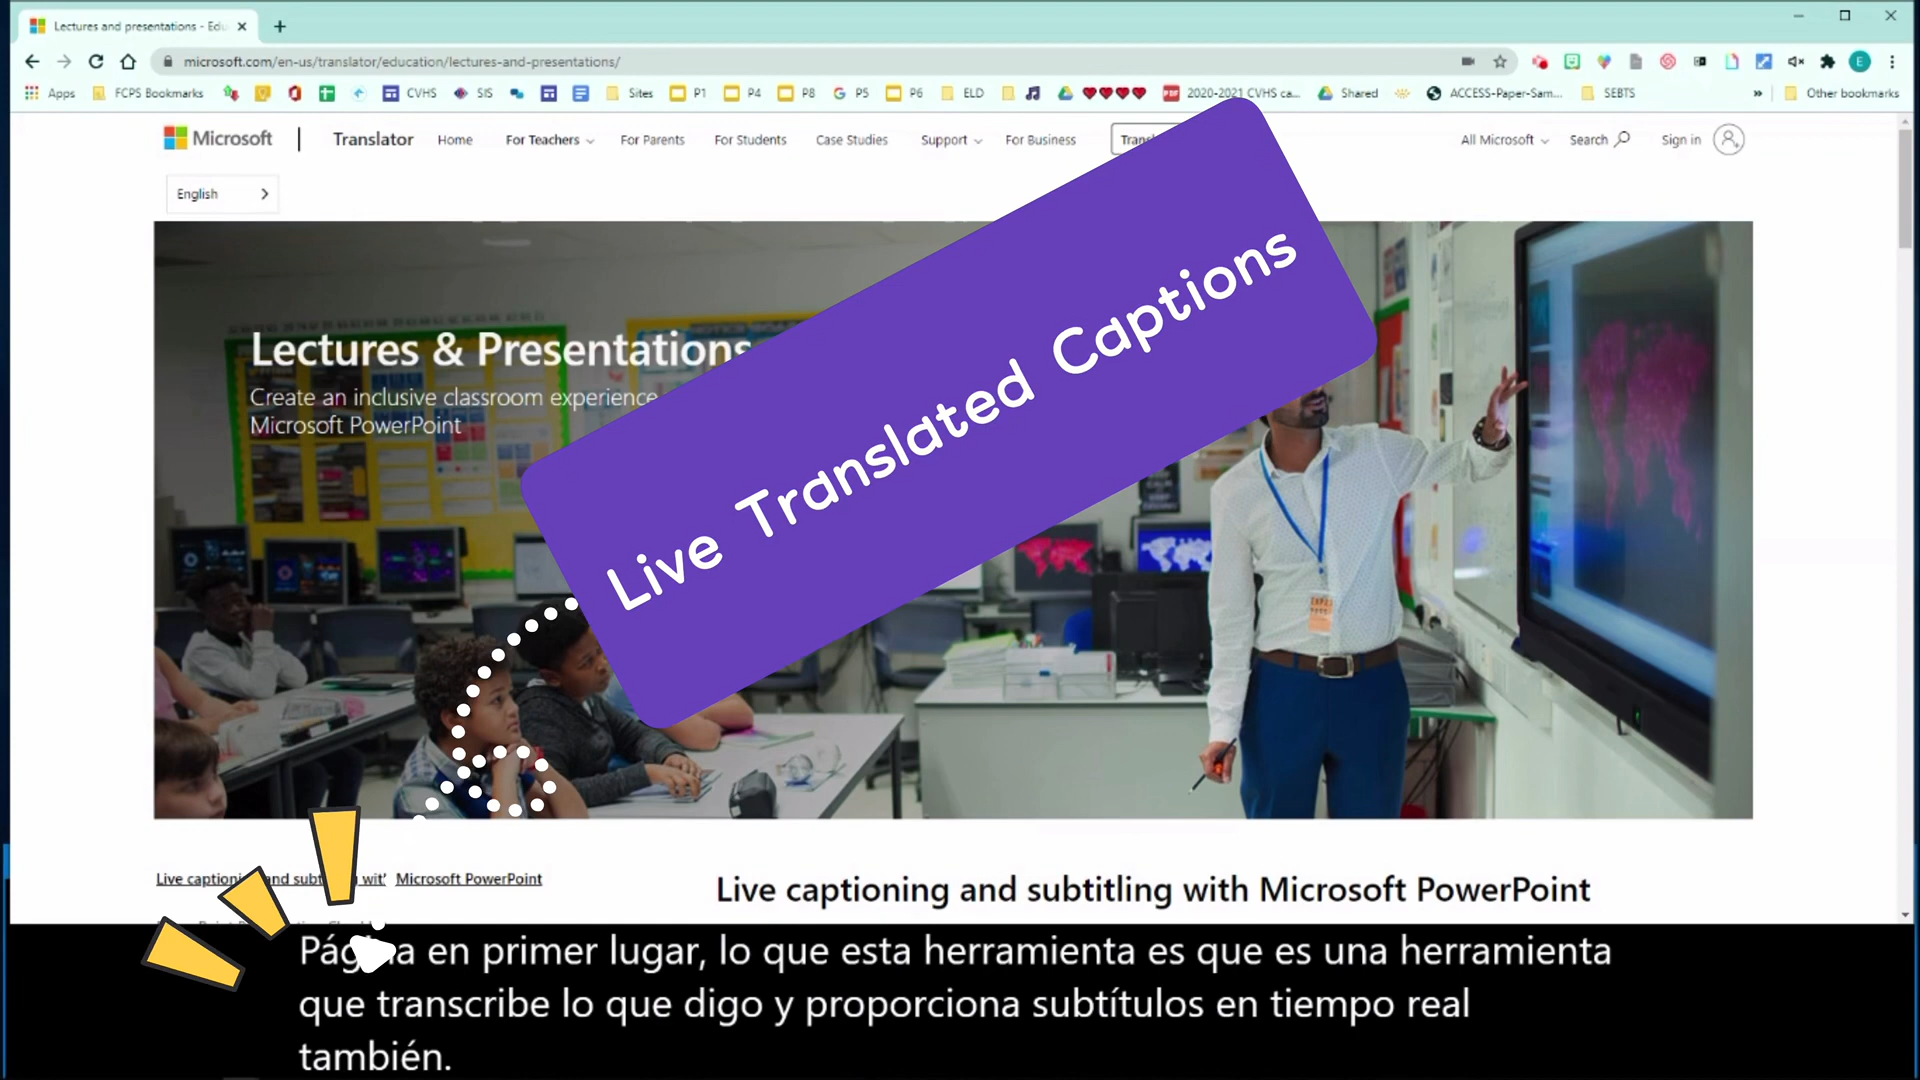 Lectures and presentations - Edu
microsoft.com/en-us/translator/education/lectures-and-presentations/
Apps FCPS Bookmarks CVHS SIS Sites P1 P4 P8 P5 P6 ELD 2020-2021 CVHS ca... Shared ACCESS-Paper-Sam... SEBTS » Other bookmarks
Microsoft | Translator Home For Teachers For Parents For Students Case Studies Support For Business All Microsoft Search Sign in
English
Lectures & Presentations
Create an inclusive classroom experience
Microsoft PowerPoint
Live Translated Captions
Microsoft PowerPoint
Live captioning and subtitling with Microsoft PowerPoint
Página en primer lugar, lo que esta herramienta es que es una herramienta
que transcribe lo que digo y proporciona subtítulos en tiempo real
también.